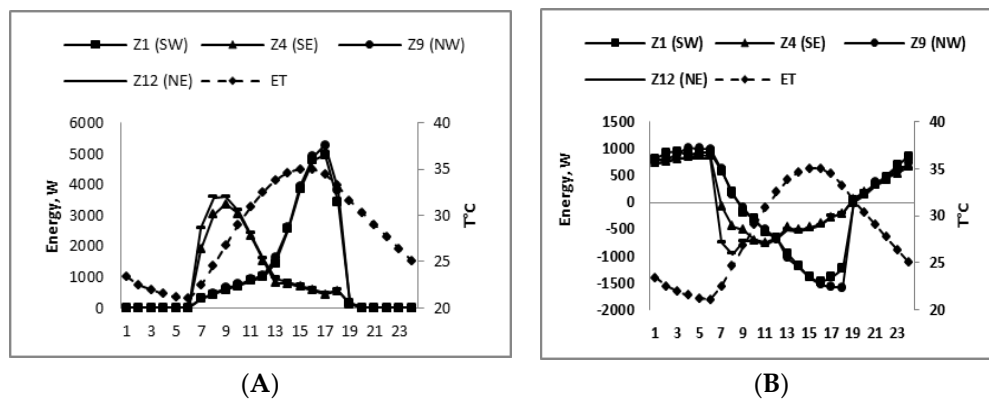 Z1 (SW) Z4 (SE) Z9 (NW)
Z12 (NE) ET
6000 40
5000
35
4000
3000 30
2000
25
1000
0 20
1 3 5 7 9 11 13 15 17 19 21 23
Energy, W
T°C
(A)
Z1 (SW) Z4 (SE) Z9 (NW)
Z12 (NE) ET
1500 40
1000
35
500
0
30
-500
-1000
25
-1500
-2000 20
1 3 5 7 9 11 13 15 17 19 21 23
Energy, W
T°C
(B)